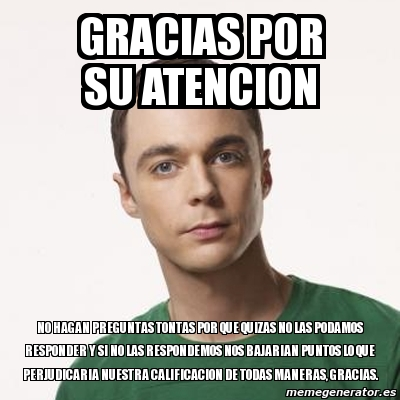 GRACIAS POR
SU ATENCION
NO HAGAN PREGUNTAS TONTAS POR QUE QUIZAS NO LAS PODAMOS
RESPONDER Y SI NO LAS RESPONDEMOS NOS BAJARIAN PUNTOS LO QUE
PERJUDICARIA NUESTRA CALIFICACION DE TODAS MANERAS, GRACIAS.
memegenerator.es